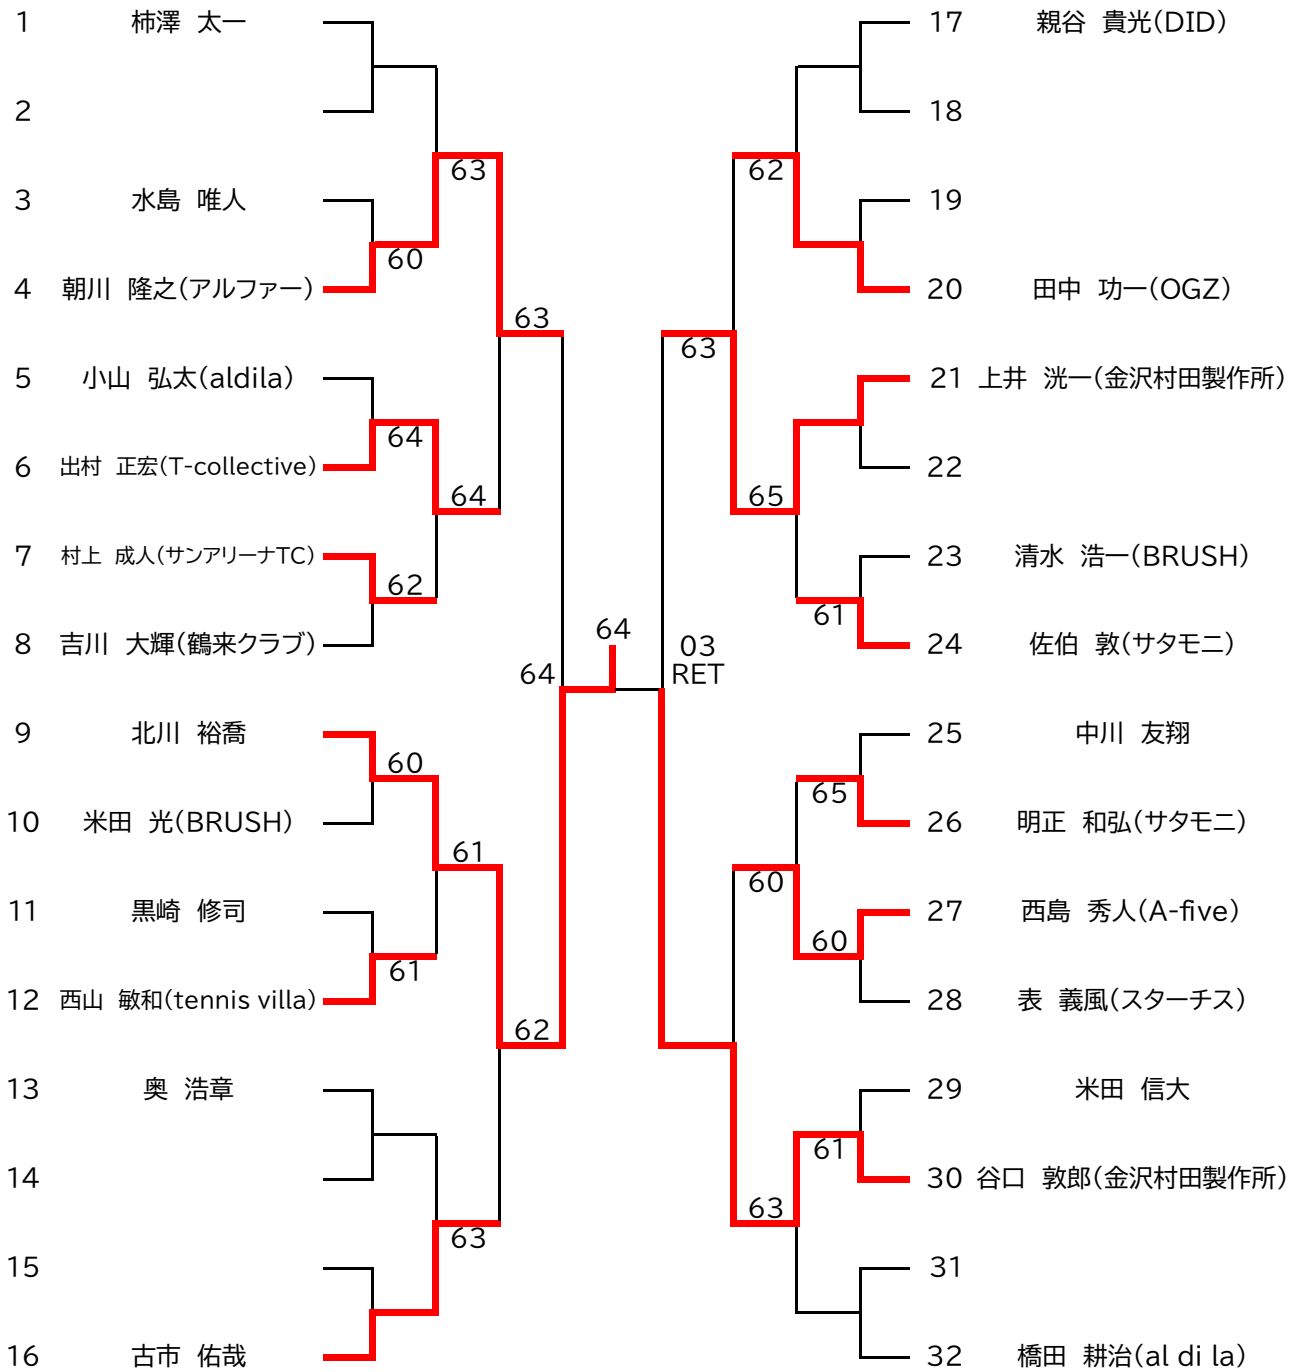 1 柿澤 太一
2
3 水島 唯人
4 朝川 隆之(アルファー)
5 小山 弘太(aldila)
6 出村 正宏(T-collective)
7 村上 成人(サンアリーナTC)
8 吉川 大輝(鶴来クラブ)
9 北川 裕喬
10 米田 光(BRUSH)
11 黒崎 修司
12 西山 敏和(tennis villa)
13 奥 浩章
14
15
16 古市 佑哉
60
64
62
60
61
63
64
61
63
63
62
64
64
03
RET
63
62
65
60
63
61
65
60
61
17 親谷 貴光(DID)
18
19
20 田中 功一(OGZ)
21 上井 洸一(金沢村田製作所)
22
23 清水 浩一(BRUSH)
24 佐伯 敦(サタモニ)
25 中川 友翔
26 明正 和弘(サタモニ)
27 西島 秀人(A-five)
28 表 義風(スターチス)
29 米田 信大
30 谷口 敦郎(金沢村田製作所)
31
32 橋田 耕治(al di la)